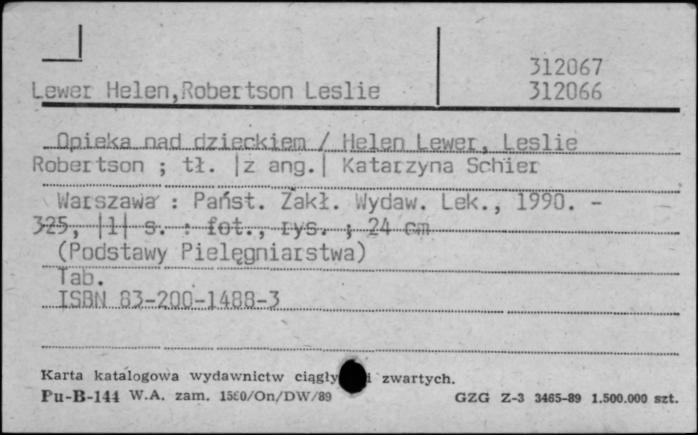 312067
Lewer Helen,Robertson Leslie 312066
Opieka nad dzieckiem / Helen Lewer, Leslie
Robertson ; tł. |z ang.| Katarzyna Schier
Warszawa : Państ. Zakł. Wydaw. Lek., 1990. -
325, |1| s. : fot., rys. ; 24 cm
(Podstawy Pielęgniarstwa)
Tab.
ISBN 83-200-1488-3
Karta katalogowa wydawnictw ciągły i zwartych.
Pu-B-144 W.A. zam. 1560/On/DW/89 GZG Z-3 3465-89 1.500.000 szt.